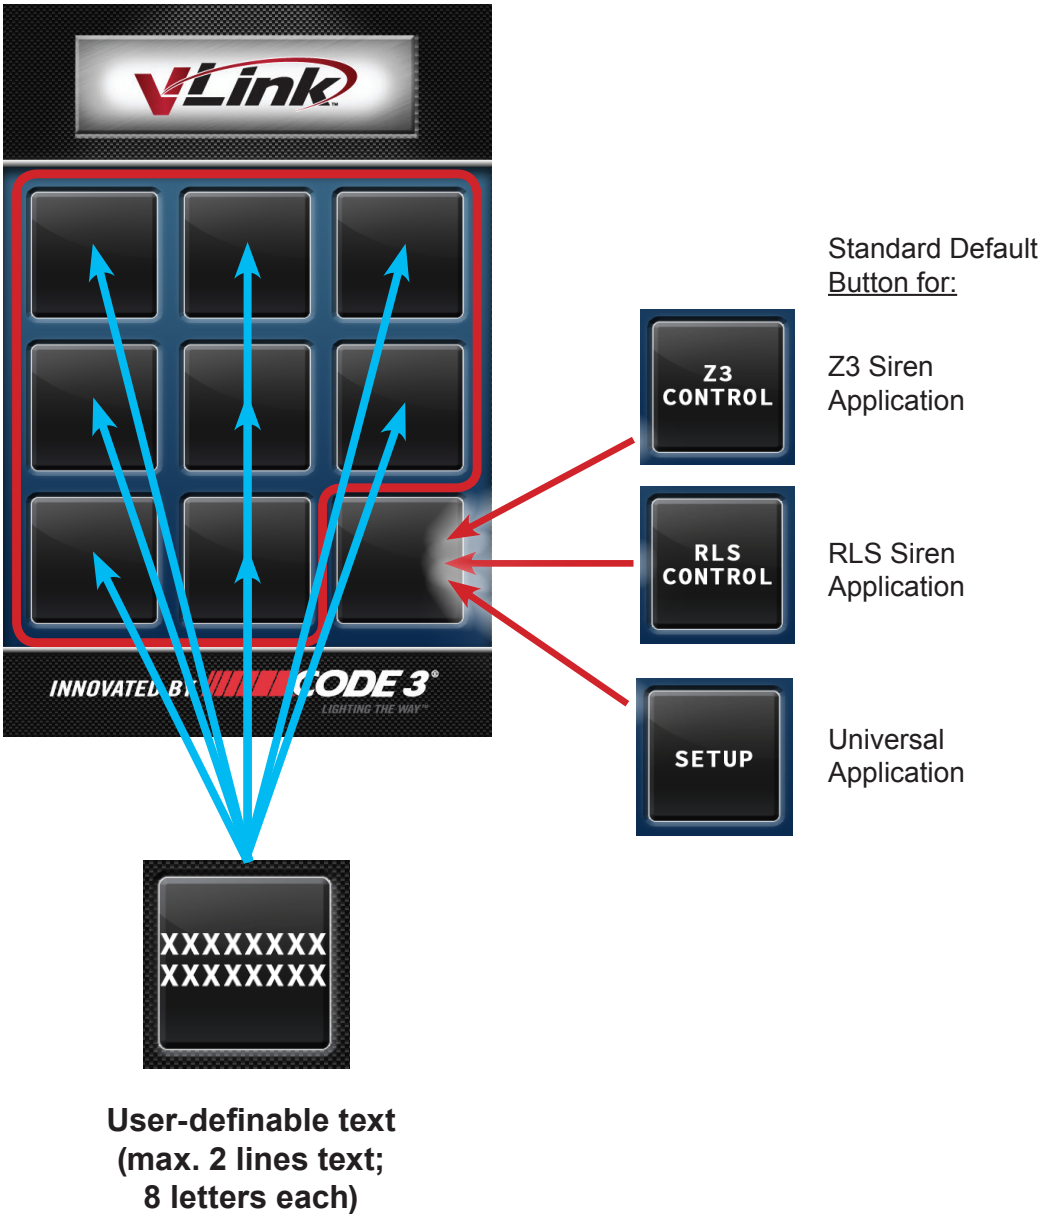 vLink™
Standard Default
Button for:
Z3
CONTROL
Z3 Siren
Application
RLS
CONTROL
RLS Siren
Application
SETUP
Universal
Application
INNOVATED BY CODE 3®
LIGHTING THE WAY™
XXXXXXXX
XXXXXXXX
User-definable text
(max. 2 lines text;
8 letters each)